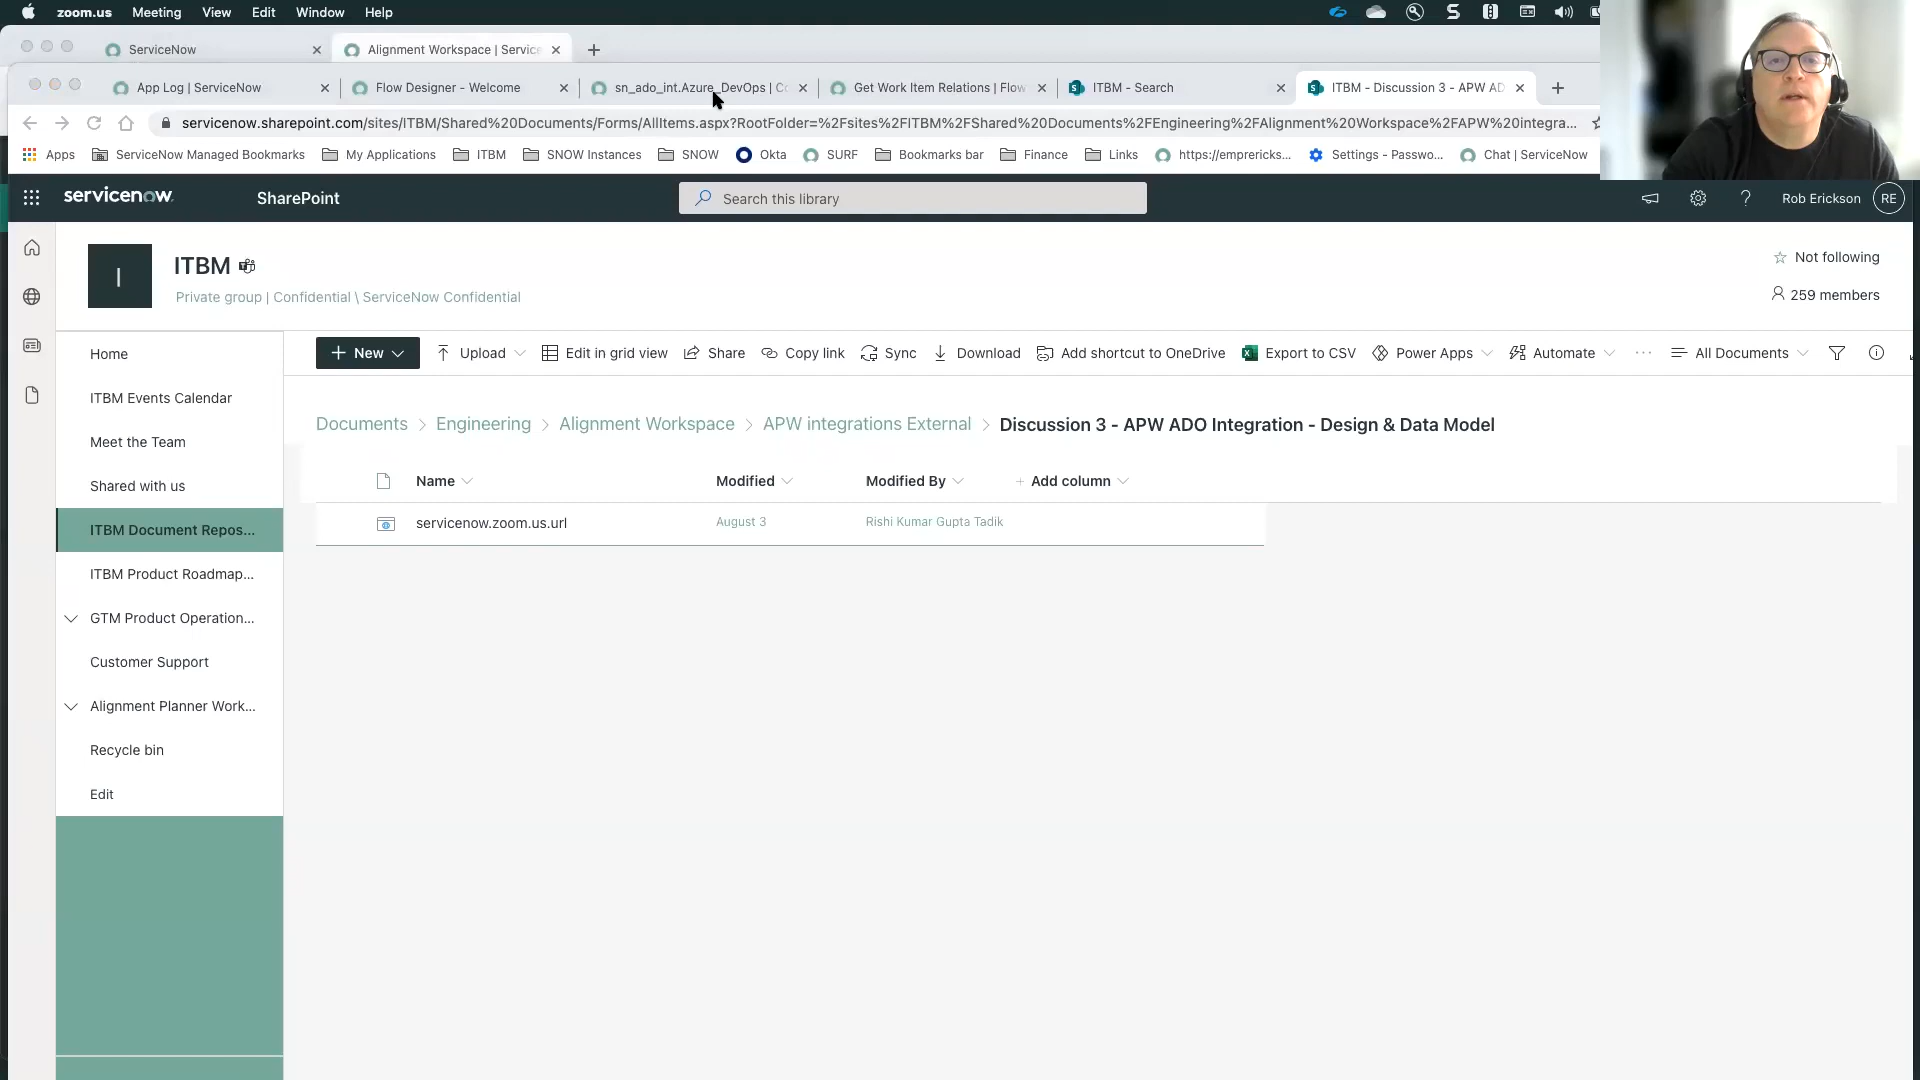 zoom.us Meeting View Edit Window Help
ServiceNow
Alignment Workspace | Service
App Log | ServiceNow
Flow Designer - Welcome
sn_ado_int.Azure_DevOps | Co
Get Work Item Relations | Flow
ITBM - Search
ITBM - Discussion 3 - APW AD
servicenow.sharepoint.com/sites/ITBM/Shared%20Documents/Forms/AllItems.aspx?RootFolder=%2Fsites%2FITBM%2FShared%20Documents%2FEngineering%2FAlignment%20Workspace%2FAPW%20integra...
Apps ServiceNow Managed Bookmarks My Applications ITBM SNOW Instances SNOW Okta SURF Bookmarks bar Finance Links https://emprericks... Settings - Passwo... Chat | ServiceNow
servicenow SharePoint Search this library ? Rob Erickson RE
I
ITBM
Private group | Confidential \ ServiceNow Confidential
Not following
259 members
Home
ITBM Events Calendar
Meet the Team
Shared with us
ITBM Document Repos...
ITBM Product Roadmap...
GTM Product Operation...
Customer Support
Alignment Planner Work...
Recycle bin
Edit
+ New Upload Edit in grid view Share Copy link Sync Download Add shortcut to OneDrive Export to CSV Power Apps Automate ... All Documents
Documents > Engineering > Alignment Workspace > APW integrations External > Discussion 3 - APW ADO Integration - Design & Data Model
Name Modified Modified By + Add column
servicenow.zoom.us.url August 3 Rishi Kumar Gupta Tadik